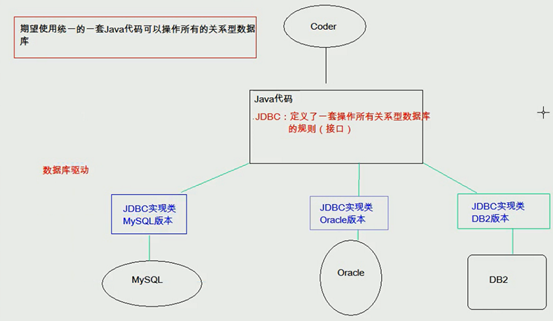 Coder
期望使用统一的一套Java代码可以操作所有的关系型数据
库
Java代码
.JDBC：定义了一套操作所有关系型数据库
的规则（接口）
数据库驱动
JDBC实现类
MySQL版本
JDBC实现类
Oracle版本
JDBC实现类
DB2版本
MySQL
Oracle
DB2